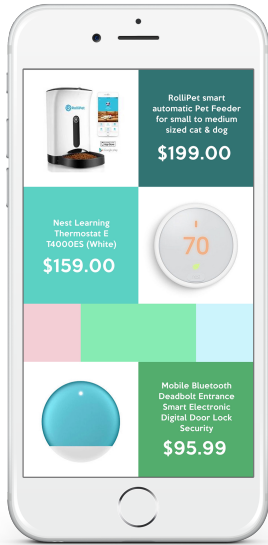 RolliPet smart
automatic Pet Feeder
for small to medium
sized cat & dog
$199.00
Nest Learning
Thermostat E
T4000ES (White)
$159.00
70
Mobile Bluetooth
Deadbolt Entrance
Smart Electronic
Digital Door Lock
Security
$95.99